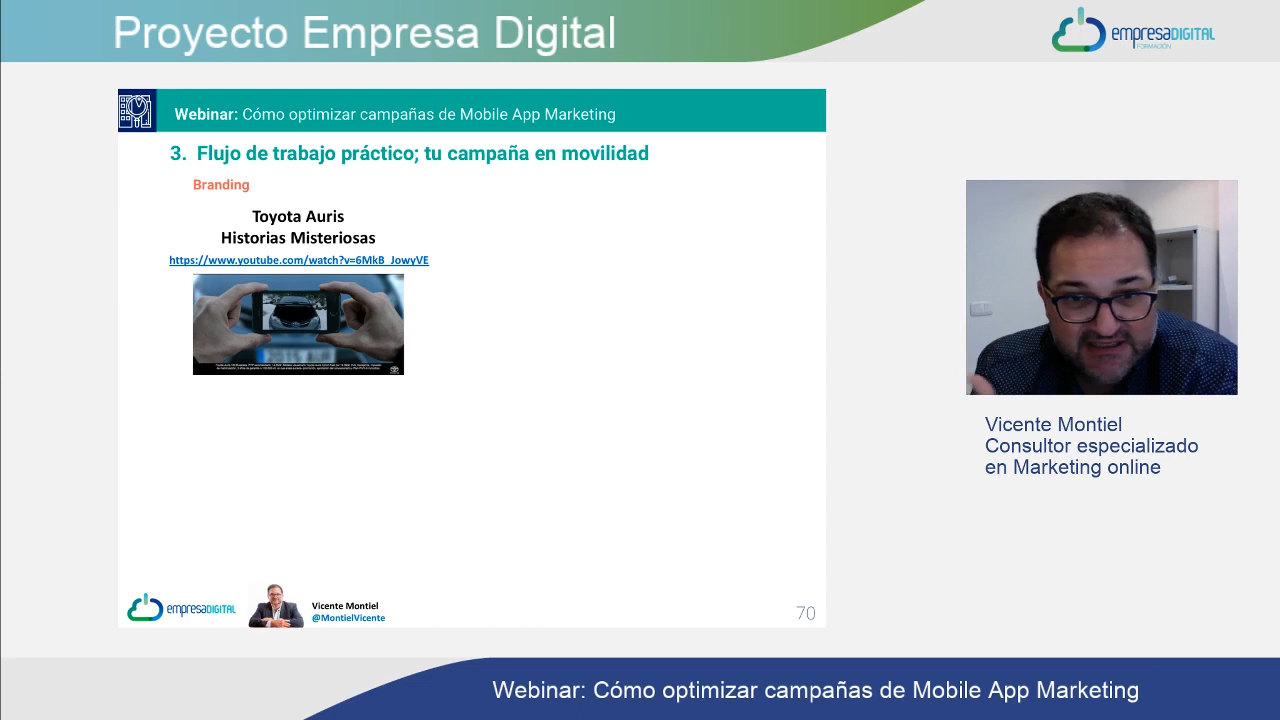 Proyecto Empresa Digital
empresaDIGITAL
FORMACIÓN
Webinar: Cómo optimizar campañas de Mobile App Marketing
3. Flujo de trabajo práctico; tu campaña en movilidad
Branding
Toyota Auris
Historias Misteriosas
https://www.youtube.com/watch?v=6MkB_JowyVE
Vicente Montiel
Consultor especializado
en Marketing online
empresaDIGITAL
Vicente Montiel
@MontielVicente
70
Webinar: Cómo optimizar campañas de Mobile App Marketing